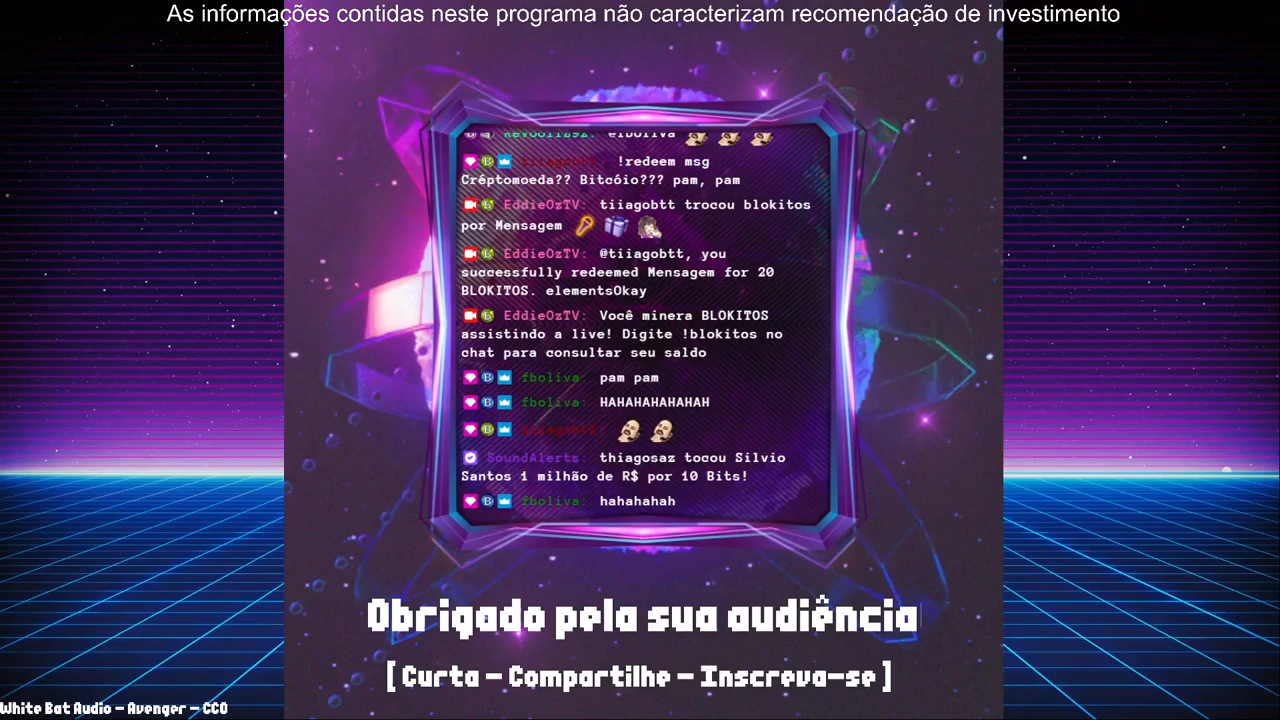 As informações contidas neste programa não caracterizam recomendação de investimento
@fboliva
tiiagobtt: !redeem msg
Créptomoeda?? Bitcóio??? pam, pam
EddieOzTV: tiiagobtt trocou blokitos
por Mensagem
EddieOzTV: @tiiagobtt, you
successfully redeemed Mensagem for 20
BLOKITOS. elementsOkay
EddieOzTV: Você minera BLOKITOS
assistindo a live! Digite !blokitos no
chat para consultar seu saldo
fboliva: pam pam
fboliva: HAHAHAHAHAHAH
tiiagobtt:
SoundAlerts: thiagosaz tocou Silvio
Santos 1 milhão de R$ por 10 Bits!
fboliva: hahahahah
Obrigado pela sua audiência
[ Curta - Compartilhe - Inscreva-se ]
White Bat Audio - Avenger - CC0